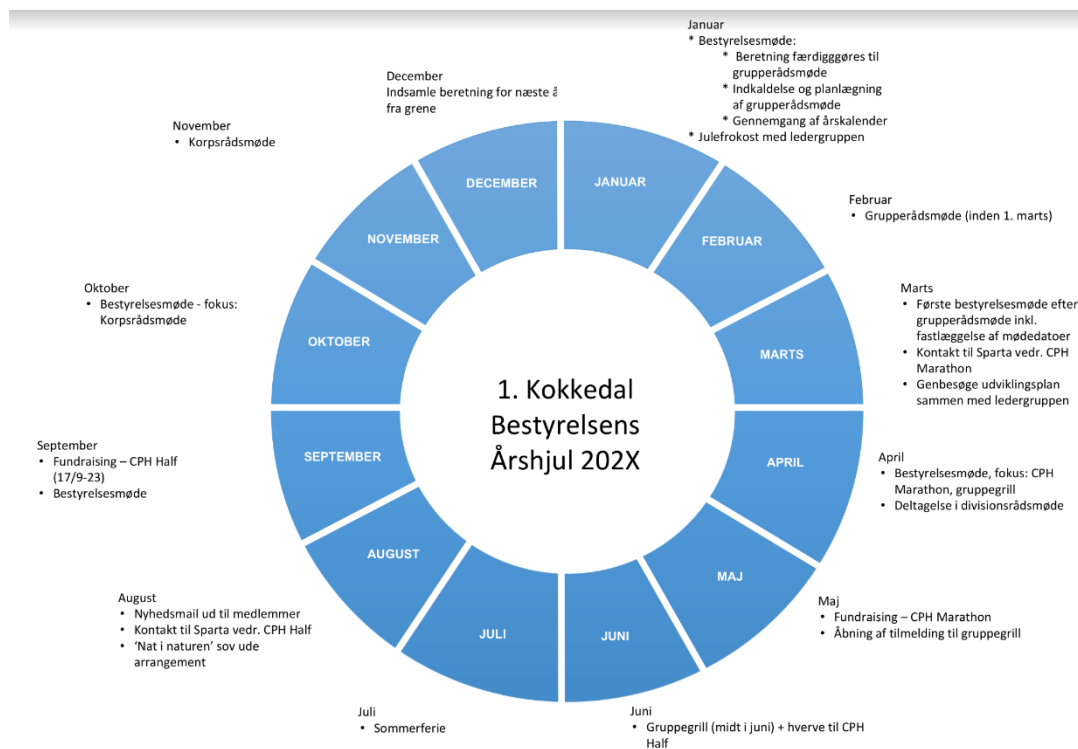 Januar
* Bestyrelsesmøde:
* Beretning færdigggøres til
grupperådsmøde
* Indkaldelse og planlægning
af grupperådsmøde
* Gennemgang af årskalender
* Julefrokost med ledergruppen
Februar
• Grupperådsmøde (inden 1. marts)
Marts
• Første bestyrelsesmøde efter
grupperådsmøde inkl.
fastlæggelse af mødedatoer
• Kontakt til Sparta vedr. CPH
Marathon
• Genbesøge udviklingsplan
sammen med ledergruppen
April
• Bestyrelsesmøde, fokus: CPH
Marathon, gruppegrill
• Deltagelse i divisionsrådsmøde
Maj
• Fundraising – CPH Marathon
• Åbning af tilmelding til gruppegrill
Juni
• Gruppegrill (midt i juni) + hverve til CPH
Half
Juli
• Sommerferie
August
• Nyhedsmail ud til medlemmer
• Kontakt til Sparta vedr. CPH Half
• ‘Nat i naturen’ sov ude
arrangement
September
• Fundraising – CPH Half
(17/9-23)
• Bestyrelsesmøde
Oktober
• Bestyrelsesmøde - fokus:
Korpsrådsmøde
November
• Korpsrådsmøde
December
Indsamle beretning for næste
fra grene
JANUAR
FEBRUAR
MARTS
APRIL
MAJ
JUNI
JULI
AUGUST
SEPTEMBER
OKTOBER
NOVEMBER
DECEMBER
1. Kokkedal
Bestyrelsens
Årshjul 202X